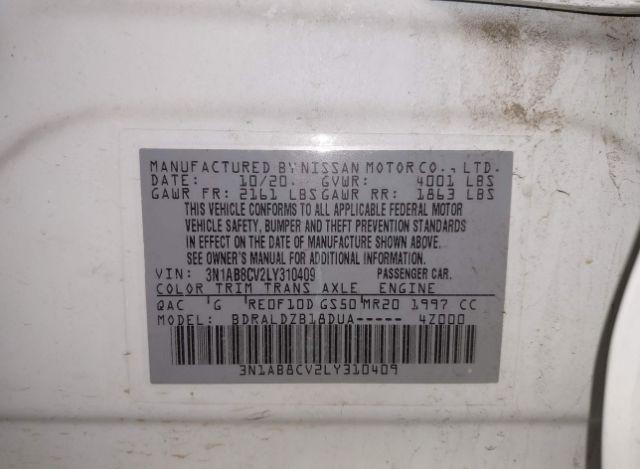 MANUFACTURED BY NISSAN MOTOR CO., LTD.
DATE: 10/20. GVWR: 4001 LBS
GAWR FR: 2161 LBS GAWR RR: 1863 LBS
THIS VEHICLE CONFORMS TO ALL APPLICABLE FEDERAL MOTOR
VEHICLE SAFETY, BUMPER AND THEFT PREVENTION STANDARDS
IN EFFECT ON THE DATE OF MANUFACTURE SHOWN ABOVE.
SEE OWNER'S MANUAL FOR ADDITIONAL INFORMATION
VIN: 3N1AB8CV2LY310409 PASSENGER CAR.
COLOR TRIM TRANS AXLE ENGINE
QAC G RE0F10D GS50 MR20 1997 CC
MODEL: BDRALDZB18DUA----- 4Z000
3N1AB8CV2LY310409